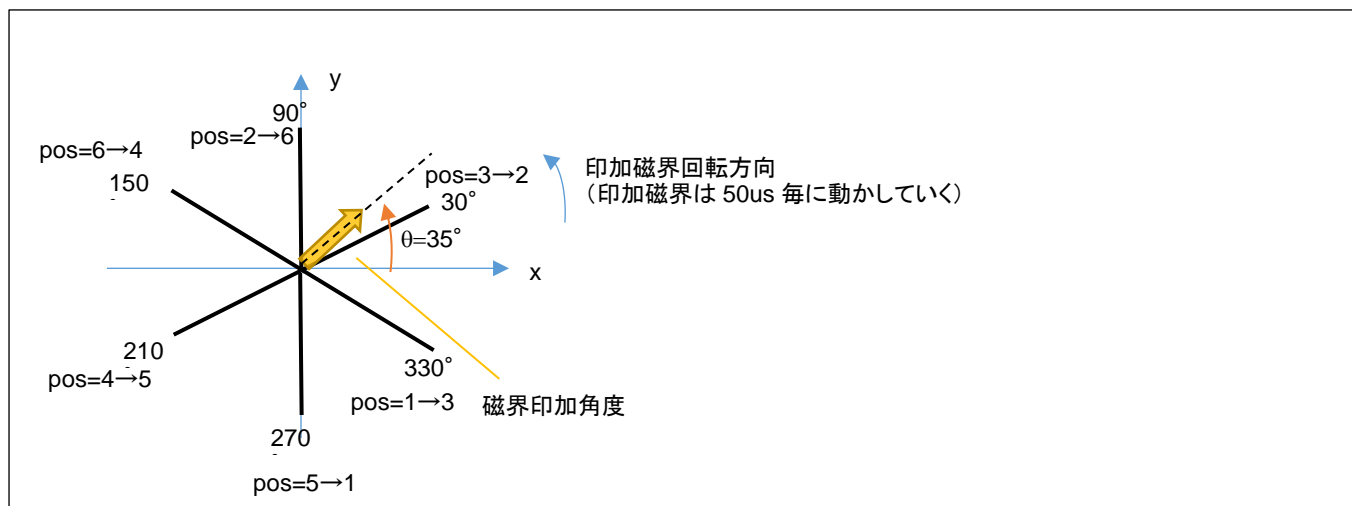 y
90°
pos=2→6
pos=6→4
150
pos=3→2
30°
θ=35°
印加磁界回転方向
（印加磁界は 50us 毎に動かしていく）
x
210
pos=4→5
330°
pos=1→3
磁界印加角度
270
pos=5→1